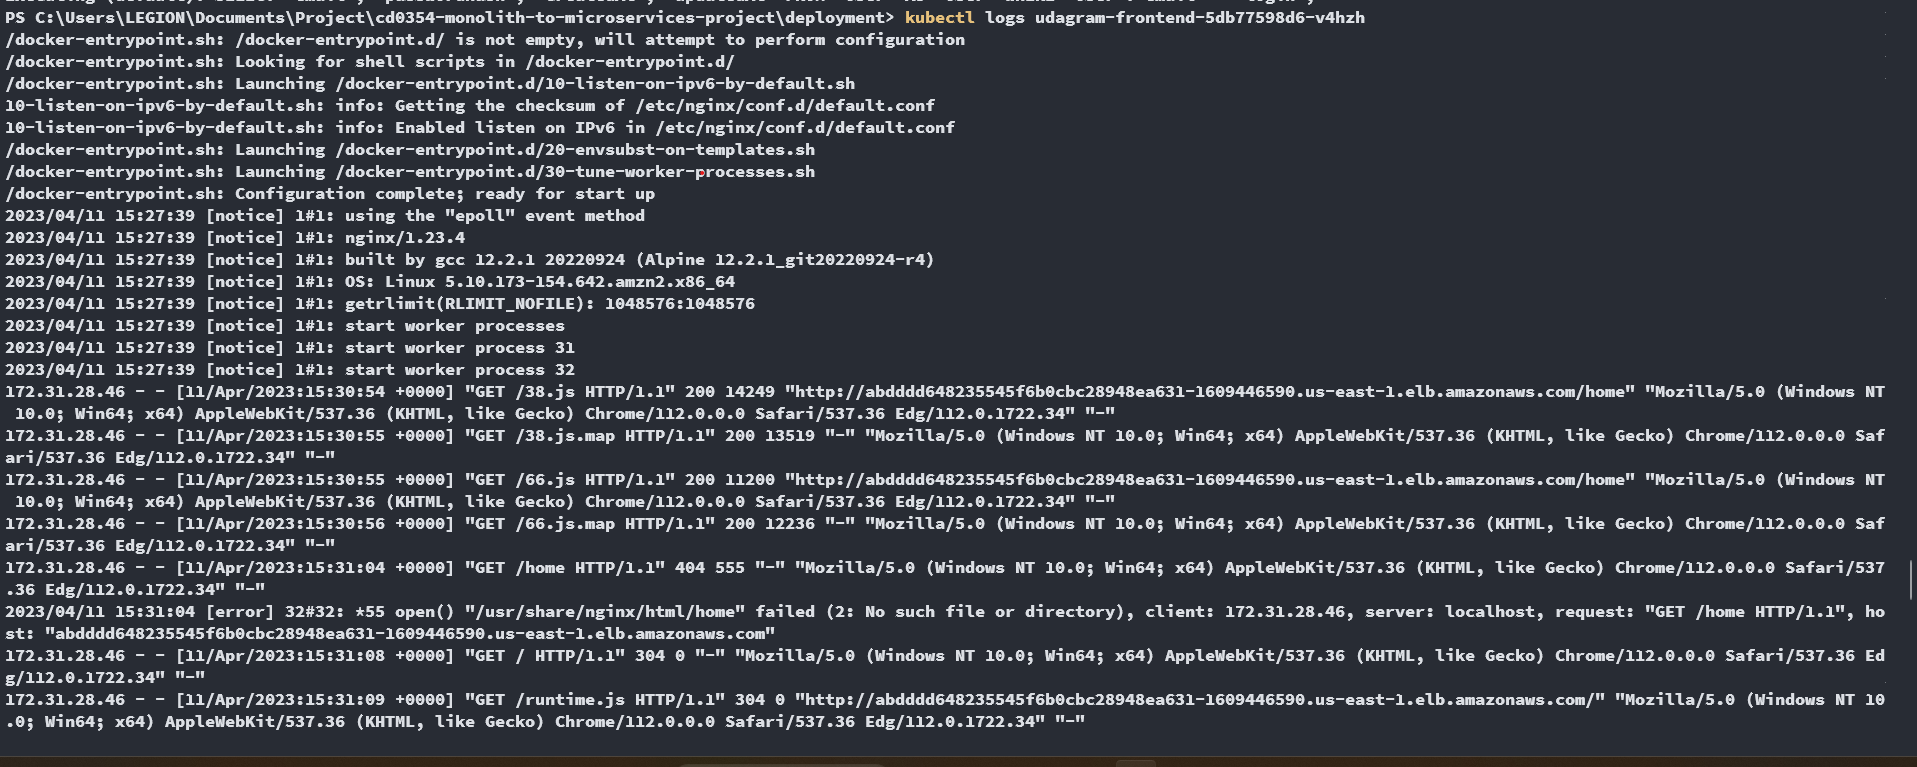 PS C:\Users\LEGION\Documents\Project\cd0354-monolith-to-microservices-project\deployment> kubectl logs udagram-frontend-5db77598d6-v4hzh
/docker-entrypoint.sh: /docker-entrypoint.d/ is not empty, will attempt to perform configuration
/docker-entrypoint.sh: Looking for shell scripts in /docker-entrypoint.d/
/docker-entrypoint.sh: Launching /docker-entrypoint.d/10-listen-on-ipv6-by-default.sh
10-listen-on-ipv6-by-default.sh: info: Getting the checksum of /etc/nginx/conf.d/default.conf
10-listen-on-ipv6-by-default.sh: info: Enabled listen on IPv6 in /etc/nginx/conf.d/default.conf
/docker-entrypoint.sh: Launching /docker-entrypoint.d/20-envsubst-on-templates.sh
/docker-entrypoint.sh: Launching /docker-entrypoint.d/30-tune-worker-processes.sh
/docker-entrypoint.sh: Configuration complete; ready for start up
2023/04/11 15:27:39 [notice] 1#1: using the "epoll" event method
2023/04/11 15:27:39 [notice] 1#1: nginx/1.23.4
2023/04/11 15:27:39 [notice] 1#1: built by gcc 12.2.1 20220924 (Alpine 12.2.1_git20220924-r4)
2023/04/11 15:27:39 [notice] 1#1: OS: Linux 5.10.173-154.642.amzn2.x86_64
2023/04/11 15:27:39 [notice] 1#1: getrlimit(RLIMIT_NOFILE): 1048576:1048576
2023/04/11 15:27:39 [notice] 1#1: start worker processes
2023/04/11 15:27:39 [notice] 1#1: start worker process 31
2023/04/11 15:27:39 [notice] 1#1: start worker process 32
172.31.28.46 - - [11/Apr/2023:15:30:54 +0000] "GET /38.js HTTP/1.1" 200 14249 "http://abdddd648235545f6b0cbc28948ea631-1609446590.us-east-1.elb.amazonaws.com/home" "Mozilla/5.0 (Windows NT
 10.0; Win64; x64) AppleWebKit/537.36 (KHTML, like Gecko) Chrome/112.0.0.0 Safari/537.36 Edg/112.0.1722.34" "-"
172.31.28.46 - - [11/Apr/2023:15:30:55 +0000] "GET /38.js.map HTTP/1.1" 200 13519 "-" "Mozilla/5.0 (Windows NT 10.0; Win64; x64) AppleWebKit/537.36 (KHTML, like Gecko) Chrome/112.0.0.0 Saf
ari/537.36 Edg/112.0.1722.34" "-"
172.31.28.46 - - [11/Apr/2023:15:30:55 +0000] "GET /66.js HTTP/1.1" 200 11200 "http://abdddd648235545f6b0cbc28948ea631-1609446590.us-east-1.elb.amazonaws.com/home" "Mozilla/5.0 (Windows NT
 10.0; Win64; x64) AppleWebKit/537.36 (KHTML, like Gecko) Chrome/112.0.0.0 Safari/537.36 Edg/112.0.1722.34" "-"
172.31.28.46 - - [11/Apr/2023:15:30:56 +0000] "GET /66.js.map HTTP/1.1" 200 12236 "-" "Mozilla/5.0 (Windows NT 10.0; Win64; x64) AppleWebKit/537.36 (KHTML, like Gecko) Chrome/112.0.0.0 Saf
ari/537.36 Edg/112.0.1722.34" "-"
172.31.28.46 - - [11/Apr/2023:15:31:04 +0000] "GET /home HTTP/1.1" 404 555 "-" "Mozilla/5.0 (Windows NT 10.0; Win64; x64) AppleWebKit/537.36 (KHTML, like Gecko) Chrome/112.0.0.0 Safari/537
.36 Edg/112.0.1722.34" "-"
2023/04/11 15:31:04 [error] 32#32: *55 open() "/usr/share/nginx/html/home" failed (2: No such file or directory), client: 172.31.28.46, server: localhost, request: "GET /home HTTP/1.1", ho
st: "abdddd648235545f6b0cbc28948ea631-1609446590.us-east-1.elb.amazonaws.com"
172.31.28.46 - - [11/Apr/2023:15:31:08 +0000] "GET / HTTP/1.1" 304 0 "-" "Mozilla/5.0 (Windows NT 10.0; Win64; x64) AppleWebKit/537.36 (KHTML, like Gecko) Chrome/112.0.0.0 Safari/537.36 Ed
g/112.0.1722.34" "-"
172.31.28.46 - - [11/Apr/2023:15:31:09 +0000] "GET /runtime.js HTTP/1.1" 304 0 "http://abdddd648235545f6b0cbc28948ea631-1609446590.us-east-1.elb.amazonaws.com/" "Mozilla/5.0 (Windows NT 10
.0; Win64; x64) AppleWebKit/537.36 (KHTML, like Gecko) Chrome/112.0.0.0 Safari/537.36 Edg/112.0.1722.34" "-"